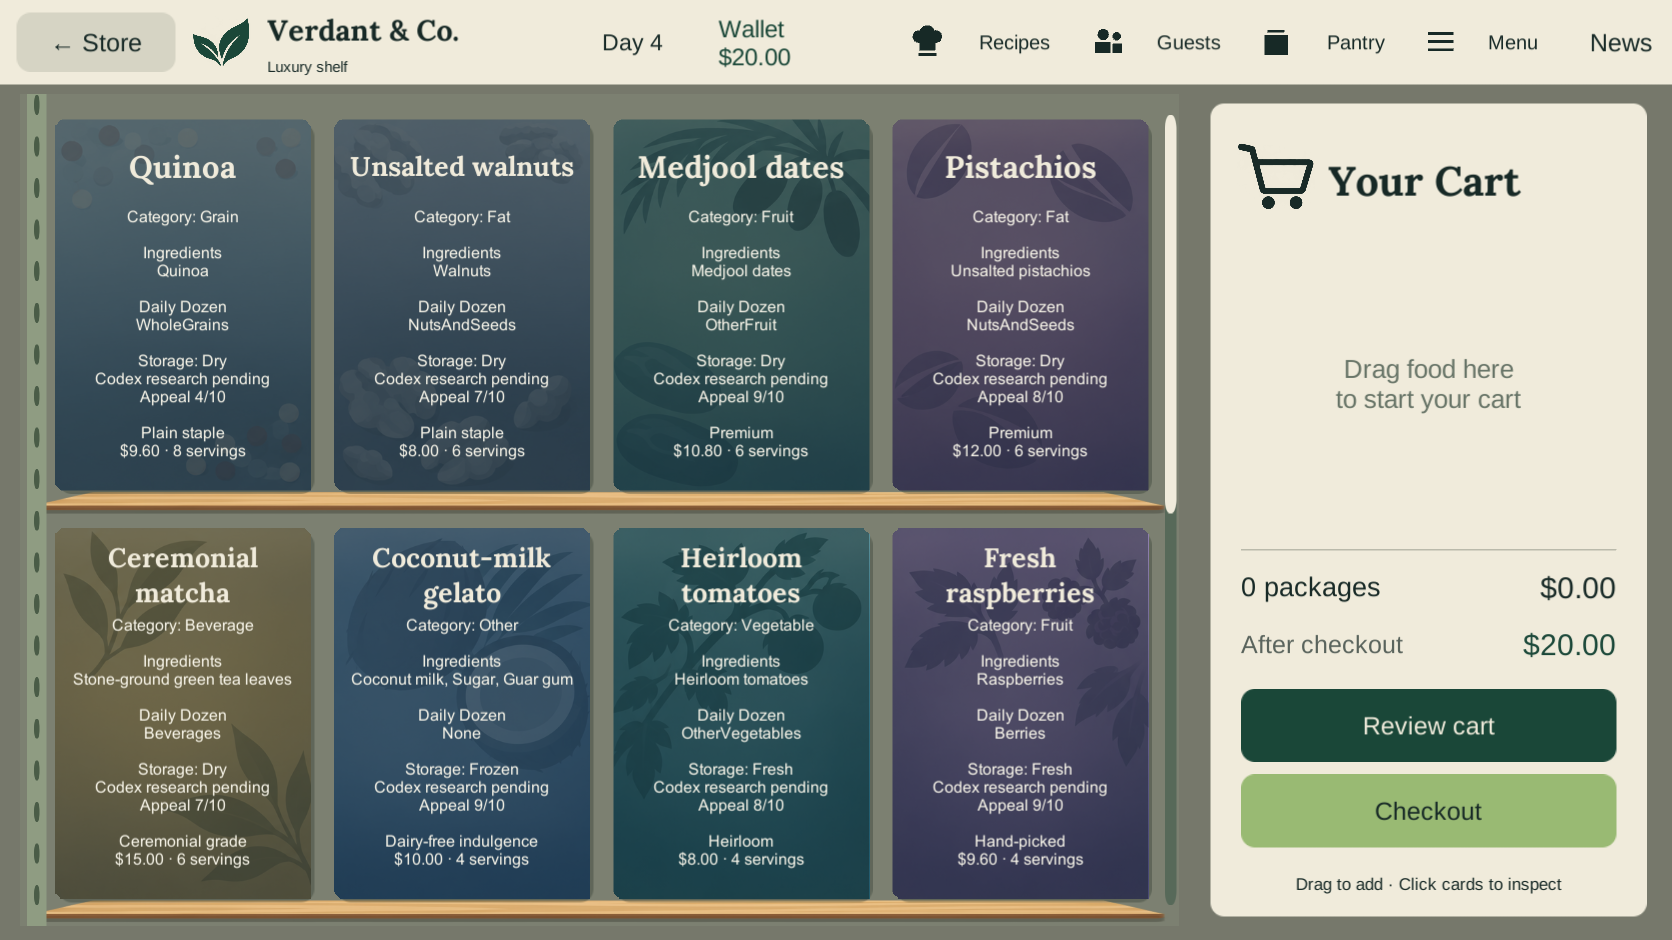 ← Store
Verdant & Co.
Luxury shelf
Day 4
Wallet
$20.00
Recipes
Guests
Pantry
Menu
News
Quinoa
Category: Grain
Ingredients
Quinoa
Daily Dozen
WholeGrains
Storage: Dry
Codex research pending
Appeal 4/10
Plain staple
$9.60 · 8 servings
Unsalted walnuts
Category: Fat
Ingredients
Walnuts
Daily Dozen
NutsAndSeeds
Storage: Dry
Codex research pending
Appeal 7/10
Plain staple
$8.00 · 6 servings
Medjool dates
Category: Fruit
Ingredients
Medjool dates
Daily Dozen
OtherFruit
Storage: Dry
Codex research pending
Appeal 9/10
Premium
$10.80 · 6 servings
Pistachios
Category: Fat
Ingredients
Unsalted pistachios
Daily Dozen
NutsAndSeeds
Storage: Dry
Codex research pending
Appeal 8/10
Premium
$12.00 · 6 servings
Ceremonial
matcha
Category: Beverage
Ingredients
Stone-ground green tea leaves
Daily Dozen
Beverages
Storage: Dry
Codex research pending
Appeal 7/10
Ceremonial grade
$15.00 · 6 servings
Coconut-milk
gelato
Category: Other
Ingredients
Coconut milk, Sugar, Guar gum
Daily Dozen
None
Storage: Frozen
Codex research pending
Appeal 9/10
Dairy-free indulgence
$10.00 · 4 servings
Heirloom
tomatoes
Category: Vegetable
Ingredients
Heirloom tomatoes
Daily Dozen
OtherVegetables
Storage: Fresh
Codex research pending
Appeal 8/10
Heirloom
$8.00 · 4 servings
Fresh
raspberries
Category: Fruit
Ingredients
Raspberries
Daily Dozen
Berries
Storage: Fresh
Codex research pending
Appeal 9/10
Hand-picked
$9.60 · 4 servings
Your Cart
Drag food here
to start your cart
0 packages $0.00
After checkout $20.00
Review cart
Checkout
Drag to add · Click cards to inspect